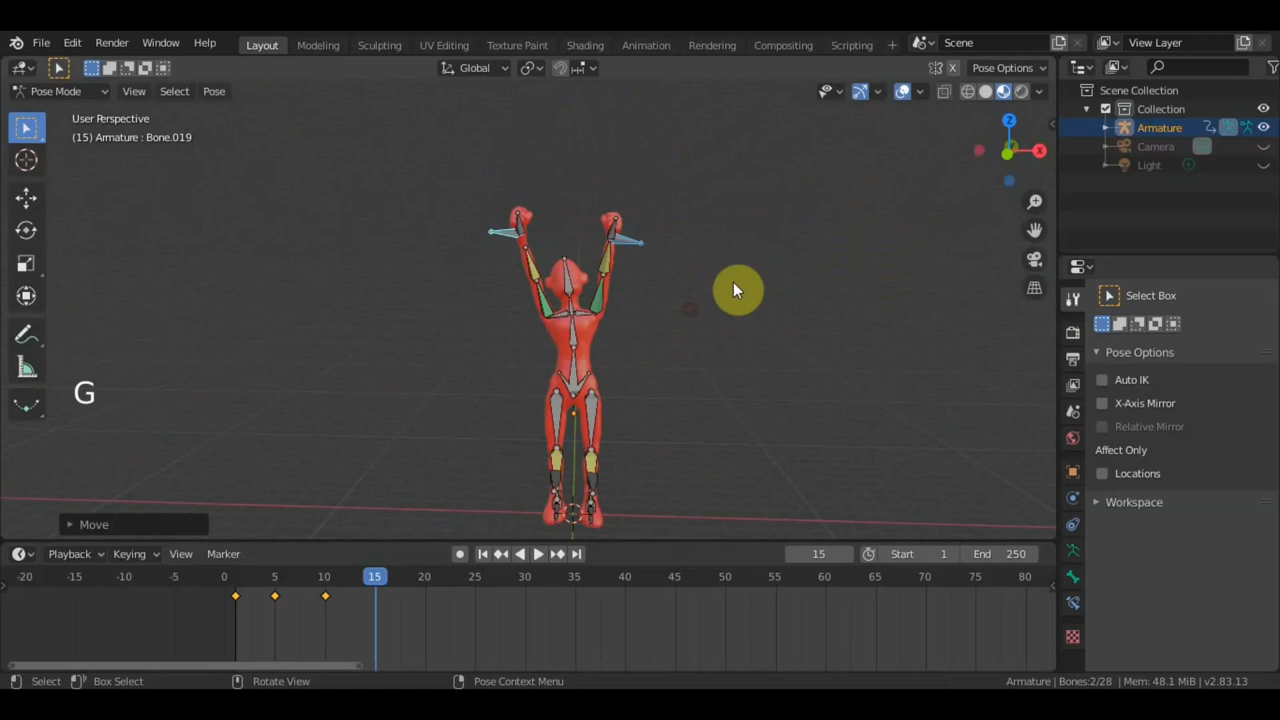 File Edit Render Window Help Layout Modeling Sculpting UV Editing Texture Paint Shading Animation Rendering Compositing Scripting + Scene View Layer
Global X Pose Options
Pose Mode View Select Pose
Scene Collection
User Perspective
(15) Armature : Bone.019
Collection
Armature
Camera
Light
Z
X
Select Box
Pose Options
Auto IK
X-Axis Mirror
Relative Mirror
Affect Only
Locations
Workspace
G
Move
Playback Keying View Marker 15 Start 1 End 250
-20 -15 -10 -5 0 5 10 15 20 25 30 35 40 45 50 55 60 65 70 75 80
Select Box Select Rotate View Pose Context Menu Armature | Bones:2/28 | Mem: 48.1 MiB | v2.83.13